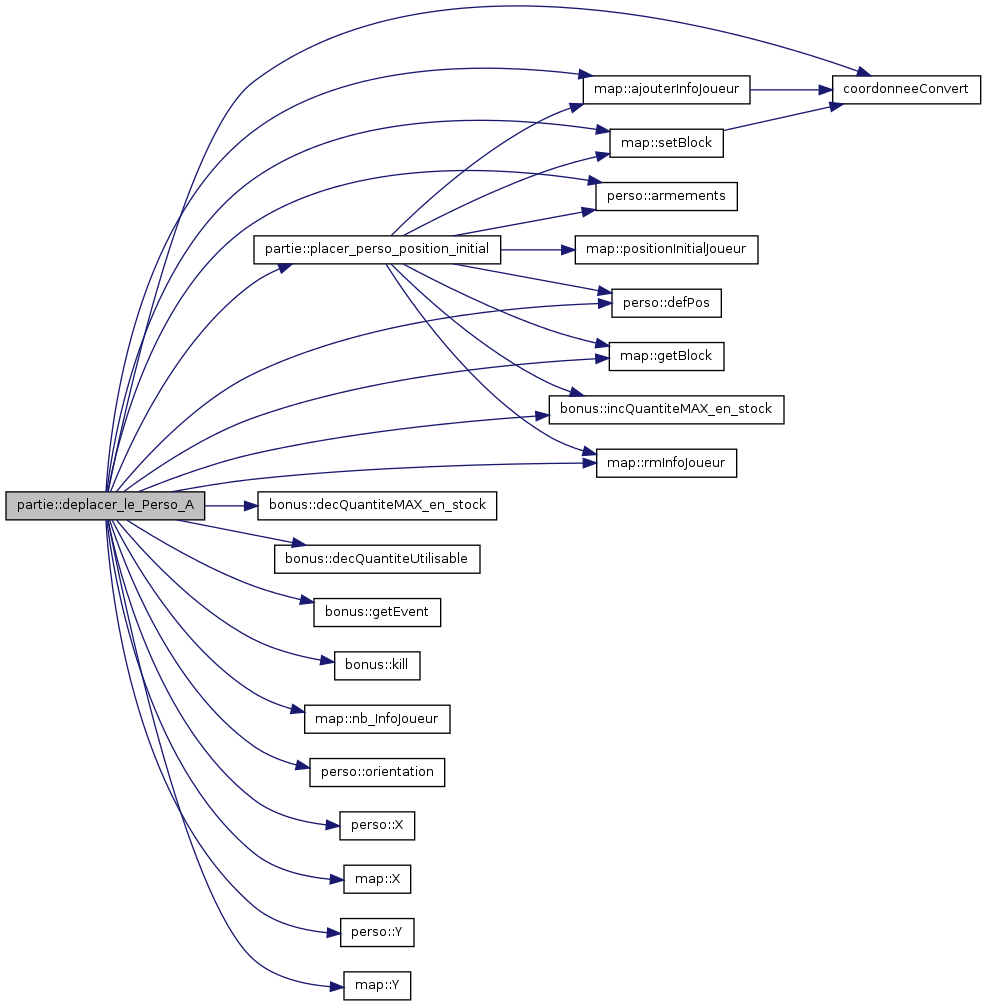 map::ajouterInfoJoueur
coordonneeConvert
map::setBlock
perso::armements
partie::placer_perso_position_initial
map::positionInitialJoueur
perso::defPos
map::getBlock
bonus::incQuantiteMAX_en_stock
map::rmInfoJoueur
partie::deplacer_le_Perso_A
bonus::decQuantiteMAX_en_stock
bonus::decQuantiteUtilisable
bonus::getEvent
bonus::kill
map::nb_InfoJoueur
perso::orientation
perso::X
map::X
perso::Y
map::Y